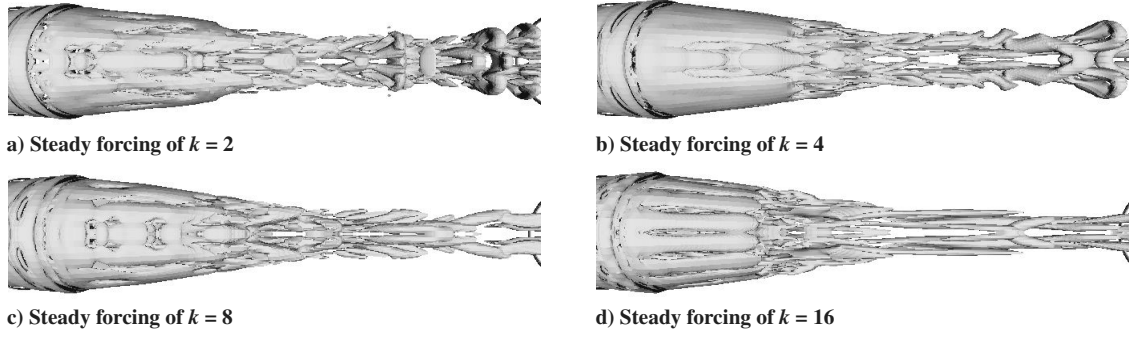 a) Steady forcing of k = 2
b) Steady forcing of k = 4
c) Steady forcing of k = 8
d) Steady forcing of k = 16